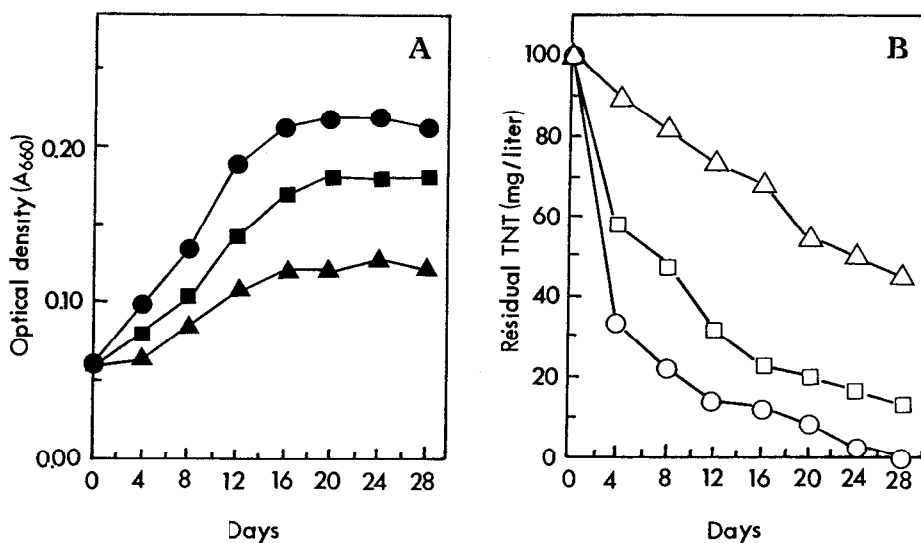 A
Optical density (A660)
0.20
0.10
0.00
0 4 8 12 16 20 24 28
Days
B
Residual TNT (mg/liter)
100
80
60
40
20
0
0 4 8 12 16 20 24 28
Days